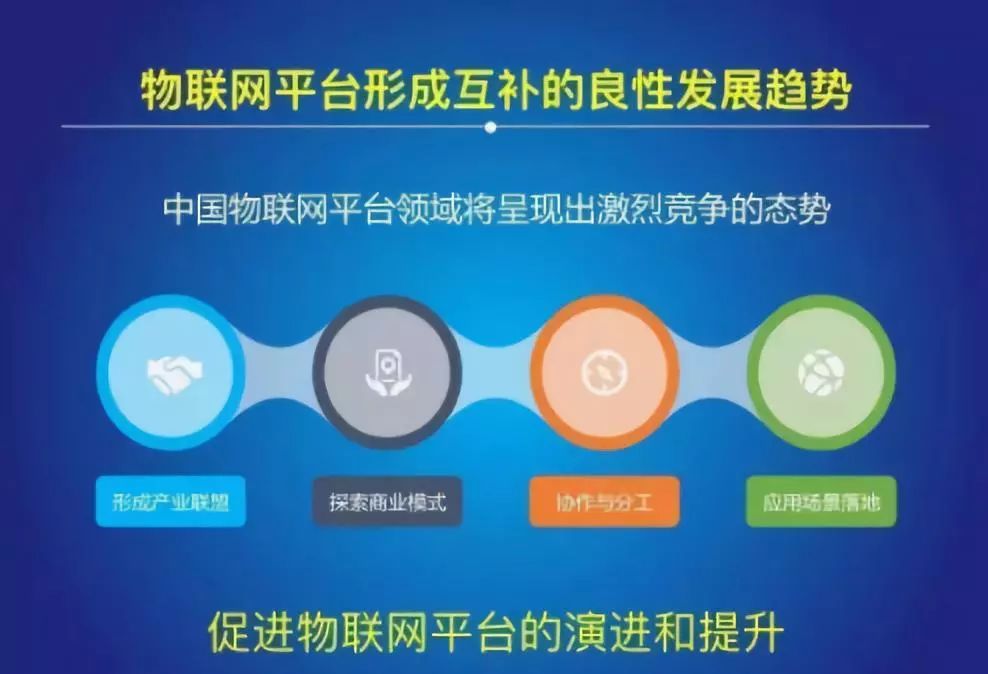 物联网平台形成互补的良性发展趋势
中国物联网平台领域将呈现出激烈竞争的态势
形成产业联盟
探索商业模式
协作与分工
应用场景落地
促进物联网平台的演进和提升